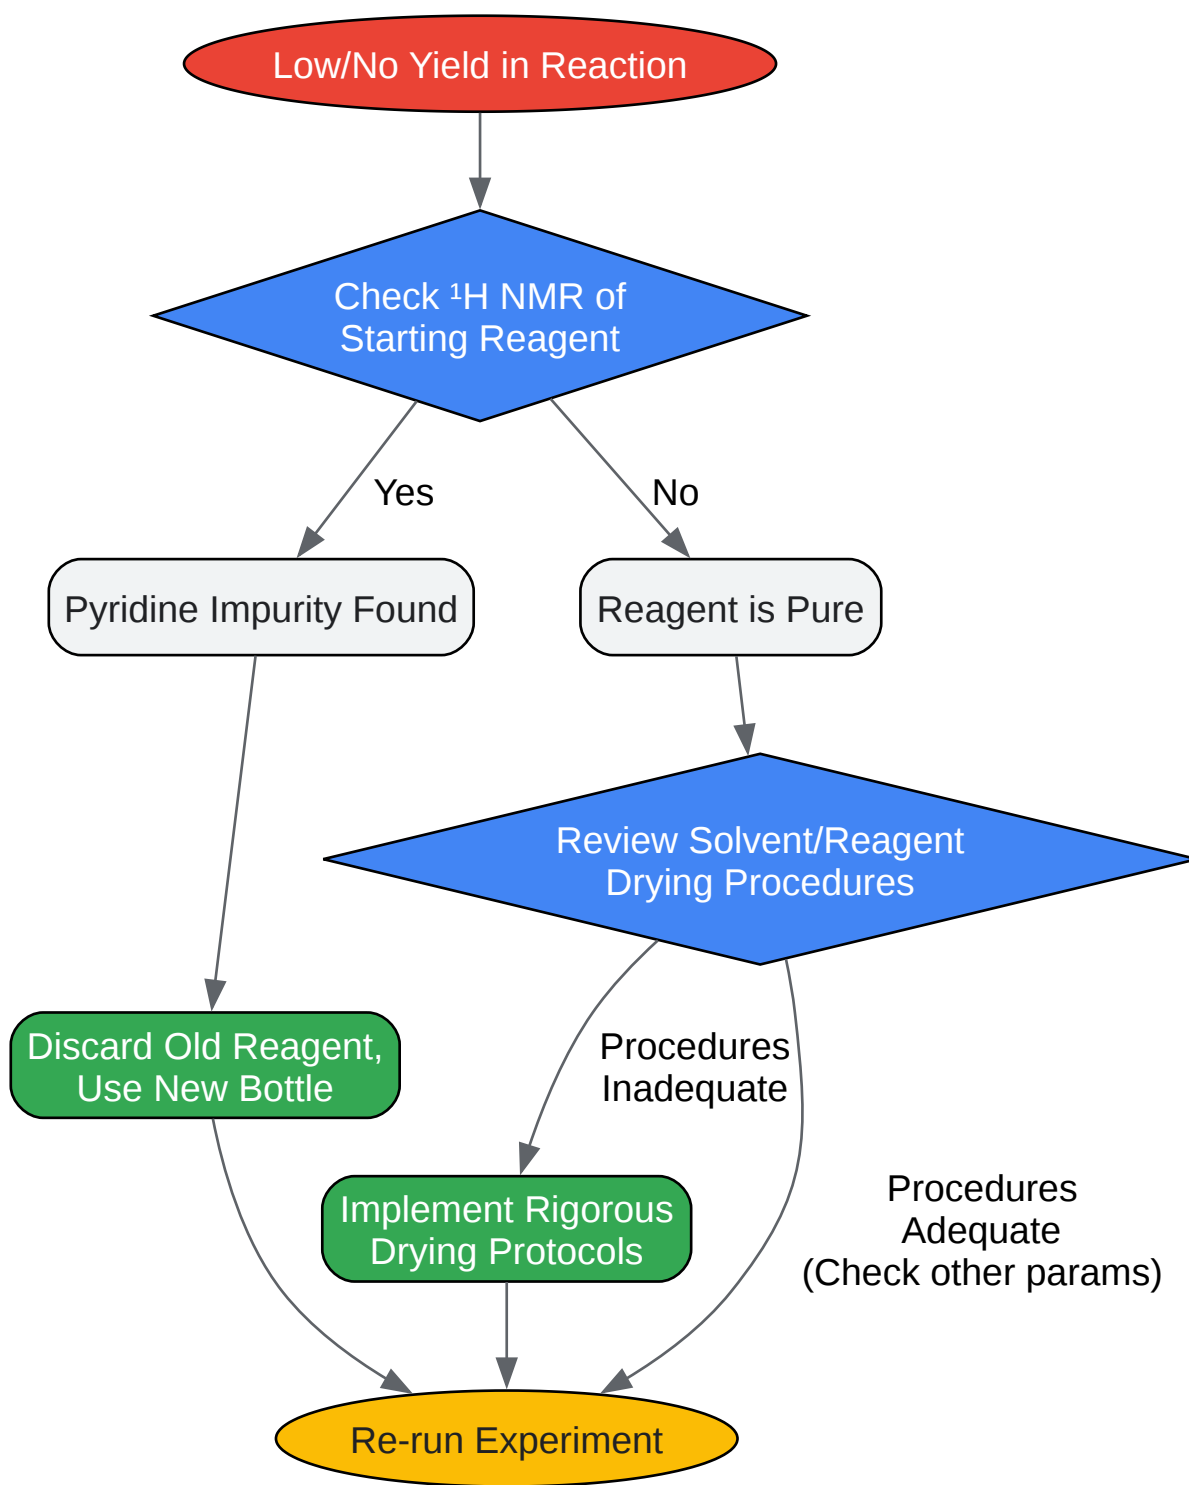 Low/No Yield in Reaction
Check ¹H NMR of
Starting Reagent
Yes
No
Pyridine Impurity Found
Reagent is Pure
Review Solvent/Reagent
Drying Procedures
Discard Old Reagent,
Use New Bottle
Procedures
Inadequate
Implement Rigorous
Drying Protocols
Procedures
Adequate
(Check other params)
Re-run Experiment